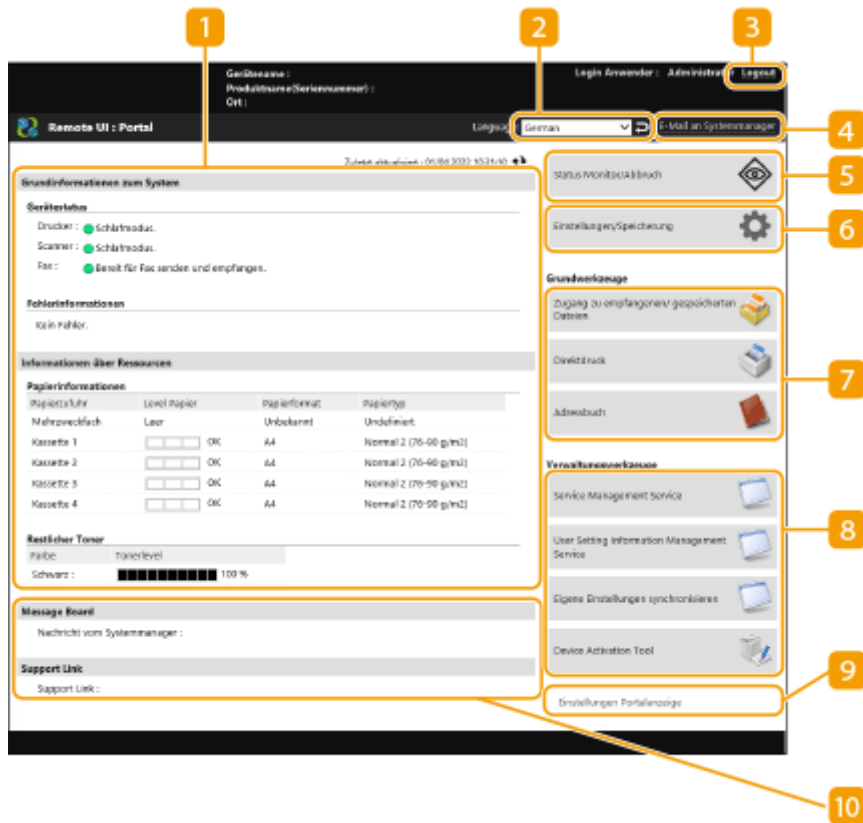 1
2
3
Gerätename :
Login Anwender : Administrator Logout
Produktname(Seriennummer) :
Ort :
Remote UI : Portal
Language German
E-Mail an Systemmanager
4
Zuletzt aktualisiert : 01/04 2022
Status Monitor/Abbruch
5
Grundinformationen zum System
Gerätestatus
Drucker : Schlafmodus.
Scanner : Schlafmodus.
Fax : Bereit für Fax senden und empfangen.
Einstellungen/Speicherung
6
Grundwerkzeuge
Fehlerinformationen
Kein Fehler.
Zugang zu empfangenen/ gespeicherten
Dateien
Informationen über Ressourcen
Direktdruck
7
Papierinformationen
Papierzufuhr Level Papier Papierformat Papiertyp
Mehrzweckfach Leer Unbekannt Undefiniert
Kassette 1 OK A4 Normal 2 (76-90 g/m2)
Kassette 2 OK A4 Normal 2 (76-90 g/m2)
Kassette 3 OK A4 Normal 2 (76-90 g/m2)
Kassette 4 OK A4 Normal 2 (76-90 g/m2)
Adressbuch
Verwaltungswerkzeuge
Service Management Service
8
Restlicher Toner
Farbe Tonerlevel
Schwarz : 100 %
User Setting Information Management
Service
Message Board
Nachricht vom Systemmanager :
Eigene Einstellungen synchronisieren
Support Link
Support Link :
Device Activation Tool
9
Einstellungen Portalanzeige
10